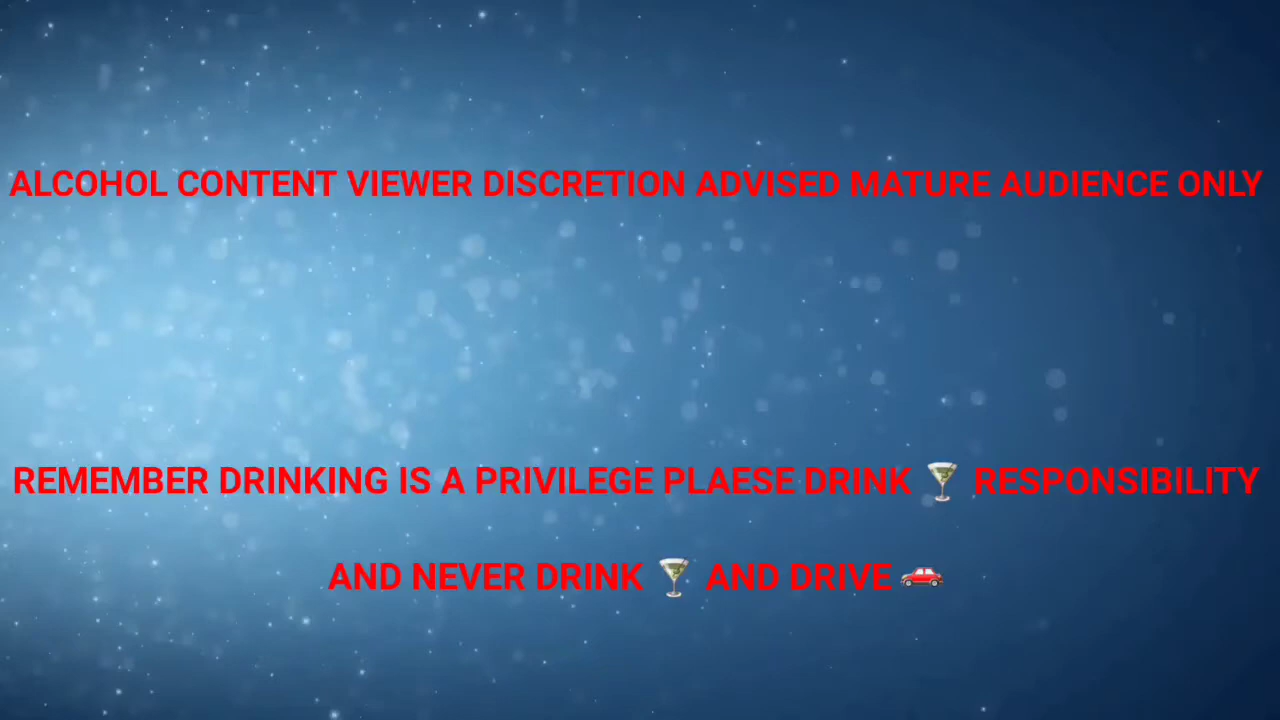 ALCOHOL CONTENT VIEWER DISCRETION ADVISED MATURE AUDIENCE ONLY
REMEMBER DRINKING IS A PRIVILEGE PLAESE DRINK 🍸 RESPONSIBILITY
AND NEVER DRINK 🍸 AND DRIVE 🚗